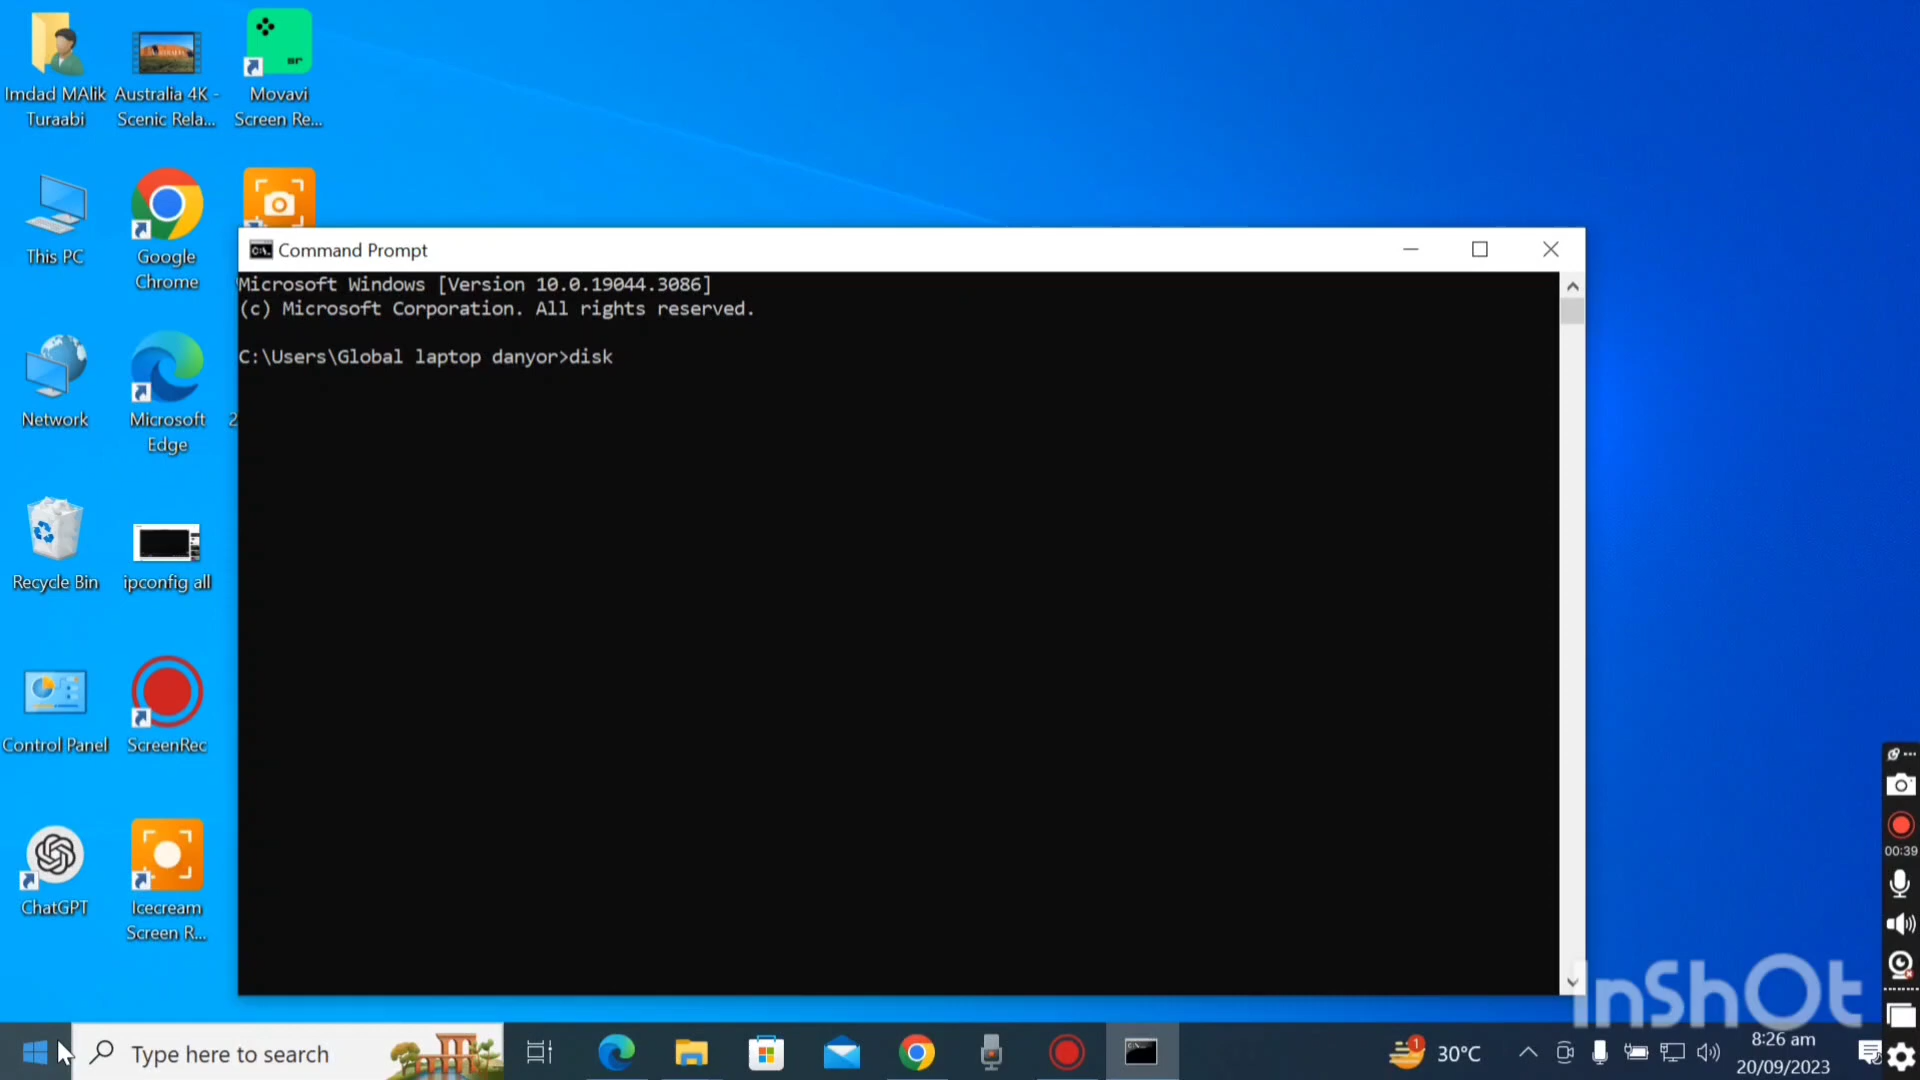 Imdad MAlik
Turaabi
Australia 4K -
Scenic Rela...
Movavi
Screen Re...
This PC
Google
Chrome
Network
Microsoft
Edge
2
Recycle Bin
ipconfig all
Control Panel
ScreenRec
ChatGPT
Icecream
Screen R...
Command Prompt
Microsoft Windows [Version 10.0.19044.3086]
(c) Microsoft Corporation. All rights reserved.
C:\Users\Global laptop danyor>disk
00:39
InShOt
Type here to search
1
30°C
8:26 am
20/09/2023